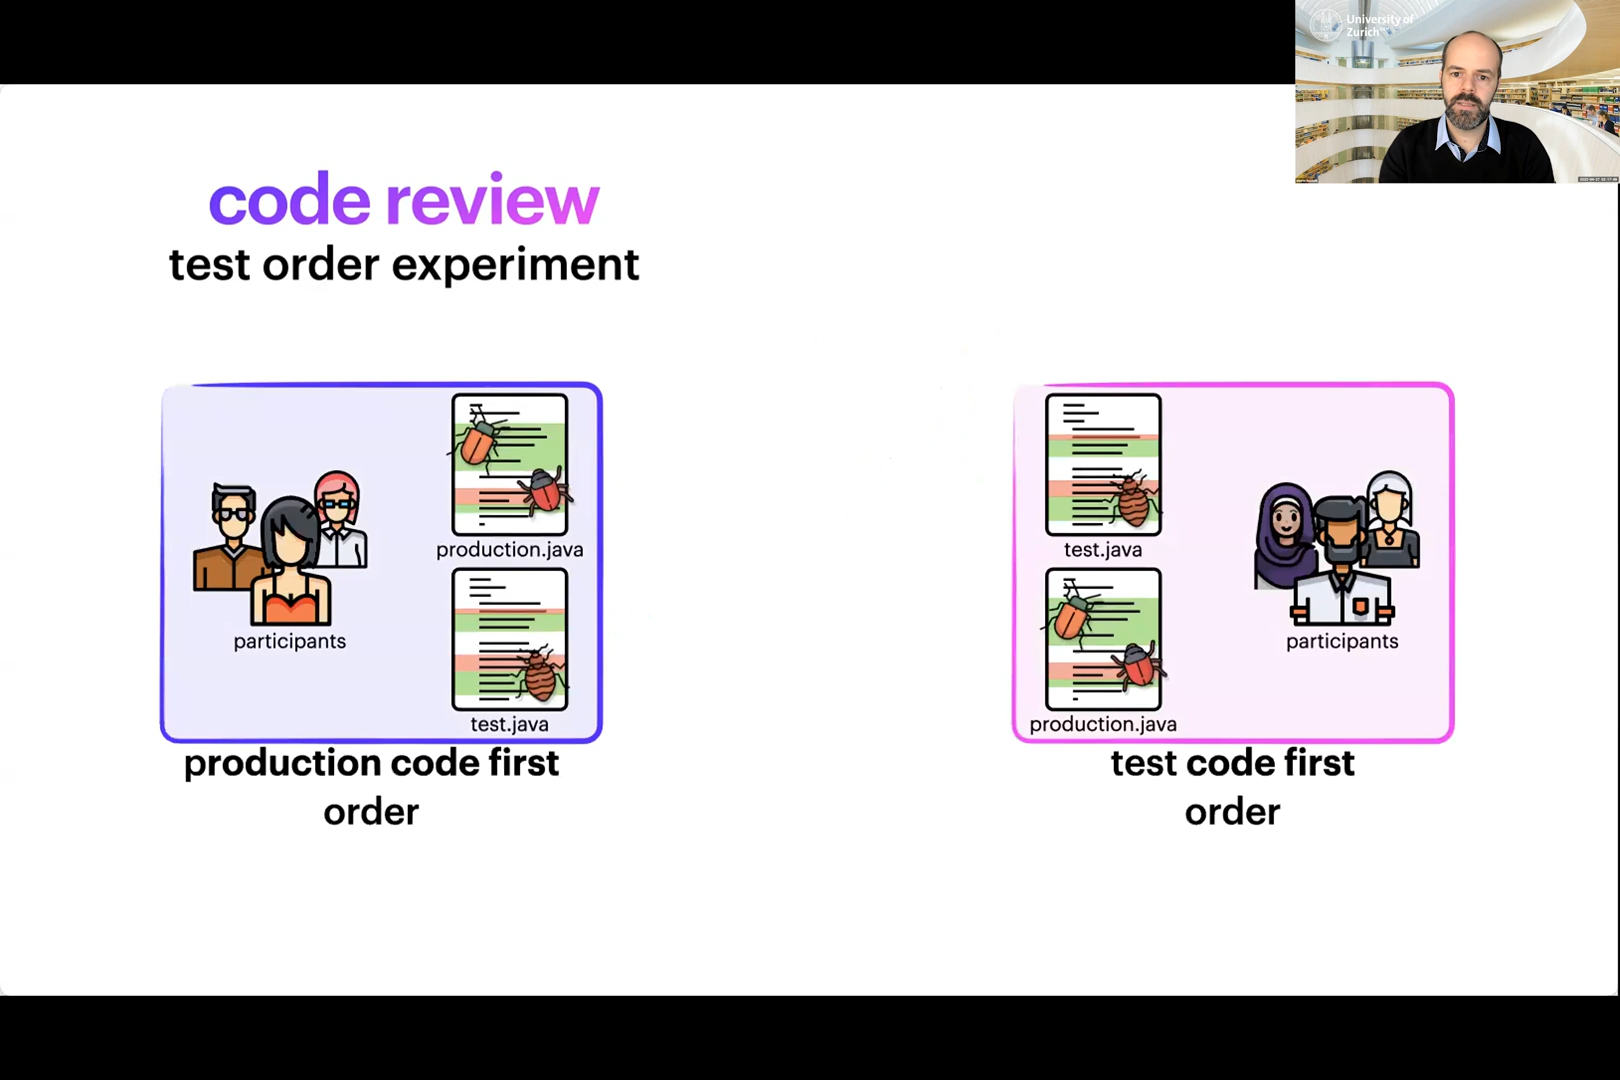 University of
Zurich
code review
test order experiment
production.java
test.java
participants
production code first
order
test.java
production.java
participants
test code first
order